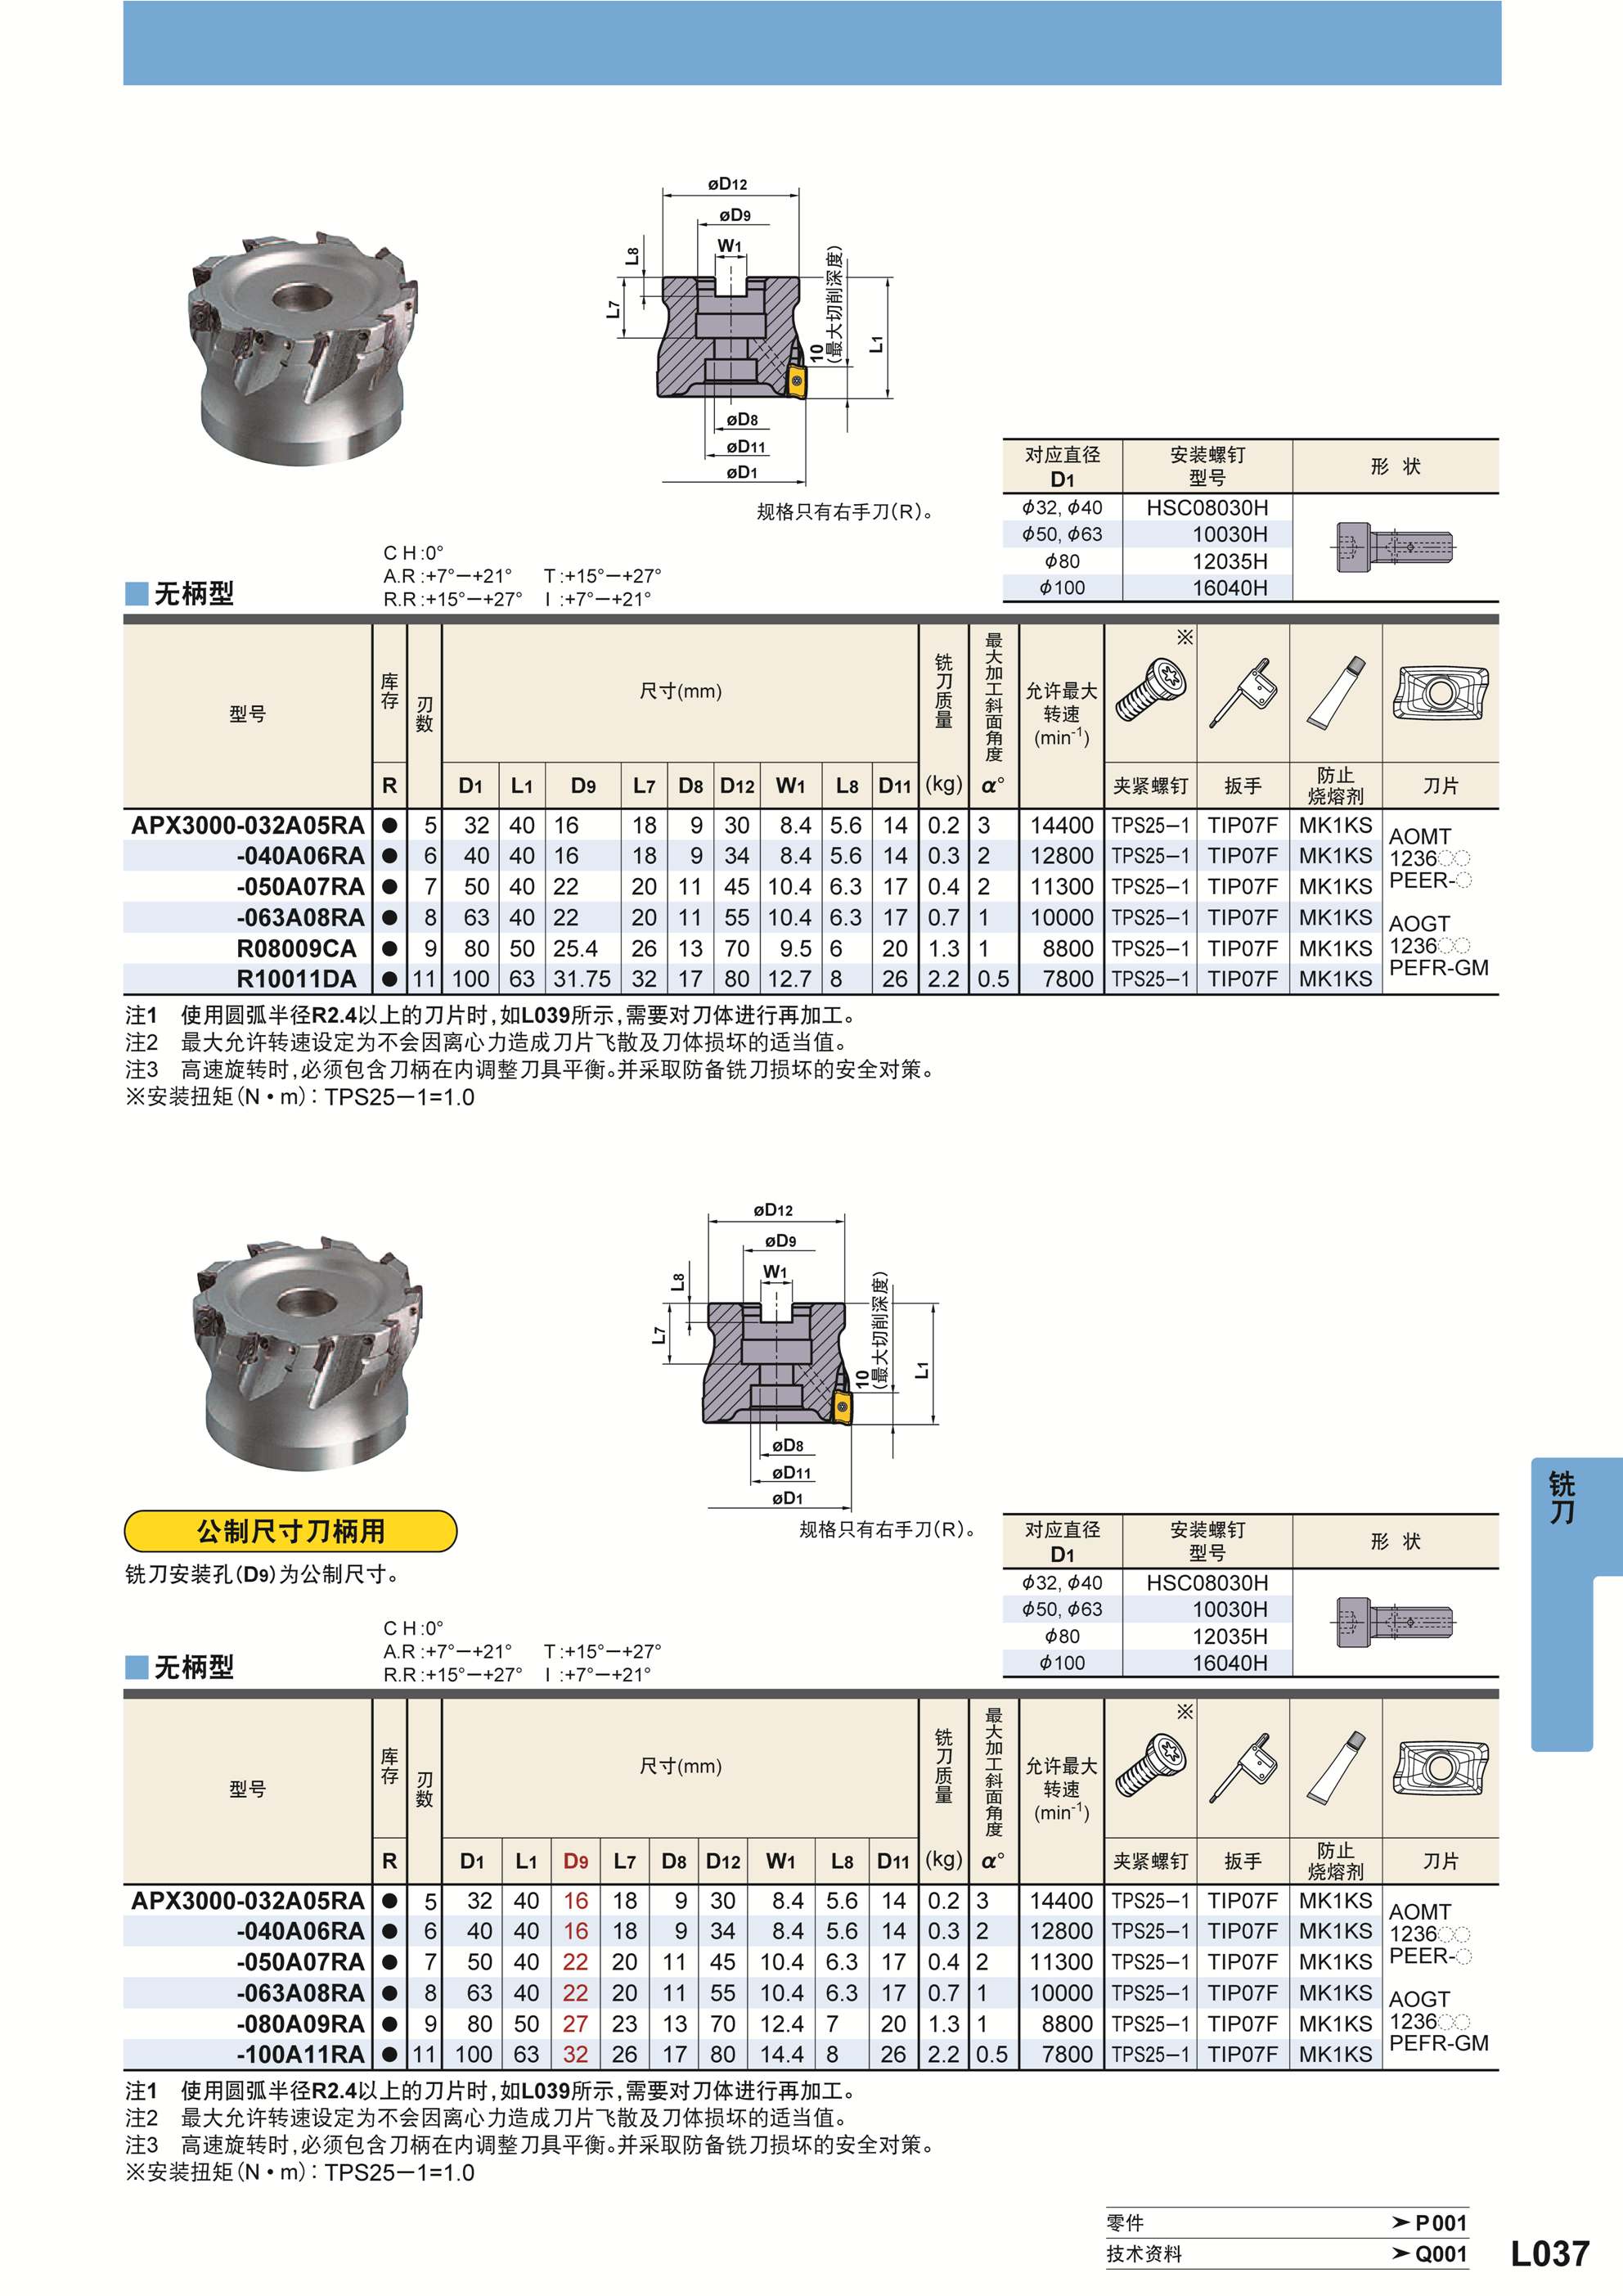 øD12
øD9
W1
L8
L7
10
(最大切削深度)
L1
øD8
øD11
øD1
规格只有右手刀(R)。
对应直径 D1 安装螺钉 型号 形 状
φ32, φ40 HSC08030H
φ50, φ63 10030H
φ80 12035H
φ100 16040H
C H :0°
A.R :+7°－+21° T :+15°－+27°
R.R :+15°－+27° I :+7°－+21°
无柄型
型号 库存 刃数 尺寸(mm) 铣刀质量 最大加工斜面角度 允许最大转速 (min-1) ※
R D1 L1 D9 L7 D8 D12 W1 L8 D11 (kg) α° 夹紧螺钉 扳手 防止烧熔剂 刀片
APX3000-032A05RA ● 5 32 40 16 18 9 30 8.4 5.6 14 0.2 3 14400 TPS25－1 TIP07F MK1KS
-040A06RA ● 6 40 40 16 18 9 34 8.4 5.6 14 0.3 2 12800 TPS25－1 TIP07F MK1KS
-050A07RA ● 7 50 40 22 20 11 45 10.4 6.3 17 0.4 2 11300 TPS25－1 TIP07F MK1KS
-063A08RA ● 8 63 40 22 20 11 55 10.4 6.3 17 0.7 1 10000 TPS25－1 TIP07F MK1KS
R08009CA ● 9 80 50 25.4 26 13 70 9.5 6 20 1.3 1 8800 TPS25－1 TIP07F MK1KS
R10011DA ● 11 100 63 31.75 32 17 80 12.7 8 26 2.2 0.5 7800 TPS25－1 TIP07F MK1KS
AOMT
1236○○
PEER-○
AOGT
1236○○
PEFR-GM
注1 使用圆弧半径R2.4以上的刀片时,如L039所示,需要对刀体进行再加工。
注2 最大允许转速设定为不会因离心力造成刀片飞散及刀体损坏的适当值。
注3 高速旋转时,必须包含刀柄在内调整刀具平衡。并采取防备铣刀损坏的安全对策。
※安装扭矩(N・m)：TPS25－1=1.0
øD12
øD9
W1
L8
L7
10
(最大切削深度)
L1
øD8
øD11
øD1
规格只有右手刀(R)。
公制尺寸刀柄用
铣刀安装孔(D9)为公制尺寸。
对应直径 D1 安装螺钉 型号 形 状
φ32, φ40 HSC08030H
φ50, φ63 10030H
φ80 12035H
φ100 16040H
C H :0°
A.R :+7°－+21° T :+15°－+27°
R.R :+15°－+27° I :+7°－+21°
无柄型
型号 库存 刃数 尺寸(mm) 铣刀质量 最大加工斜面角度 允许最大转速 (min-1) ※
R D1 L1 D9 L7 D8 D12 W1 L8 D11 (kg) α° 夹紧螺钉 扳手 防止烧熔剂 刀片
APX3000-032A05RA ● 5 32 40 16 18 9 30 8.4 5.6 14 0.2 3 14400 TPS25－1 TIP07F MK1KS
-040A06RA ● 6 40 40 16 18 9 34 8.4 5.6 14 0.3 2 12800 TPS25－1 TIP07F MK1KS
-050A07RA ● 7 50 40 22 20 11 45 10.4 6.3 17 0.4 2 11300 TPS25－1 TIP07F MK1KS
-063A08RA ● 8 63 40 22 20 11 55 10.4 6.3 17 0.7 1 10000 TPS25－1 TIP07F MK1KS
-080A09RA ● 9 80 50 27 23 13 70 12.4 7 20 1.3 1 8800 TPS25－1 TIP07F MK1KS
-100A11RA ● 11 100 63 32 26 17 80 14.4 8 26 2.2 0.5 7800 TPS25－1 TIP07F MK1KS
AOMT
1236○○
PEER-○
AOGT
1236○○
PEFR-GM
注1 使用圆弧半径R2.4以上的刀片时,如L039所示,需要对刀体进行再加工。
注2 最大允许转速设定为不会因离心力造成刀片飞散及刀体损坏的适当值。
注3 高速旋转时,必须包含刀柄在内调整刀具平衡。并采取防备铣刀损坏的安全对策。
※安装扭矩(N・m)：TPS25－1=1.0
铣刀
零件 ➤ P001
技术资料 ➤ Q001
L037